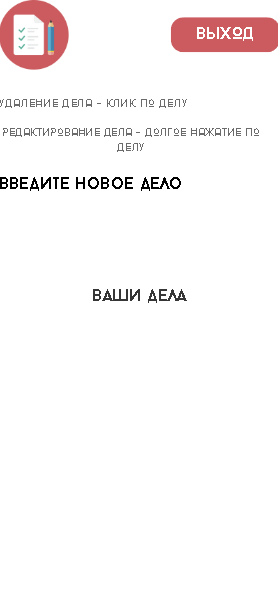 ВЫХОД
УДАЛЕНИЕ ДЕЛА - КЛИК ПО ДЕЛУ
РЕДАКТИРОВАНИЕ ДЕЛА - ДОЛГОЕ НАЖАТИЕ ПО
ДЕЛУ
ВВЕДИТЕ НОВОЕ ДЕЛО
ВАШИ ДЕЛА